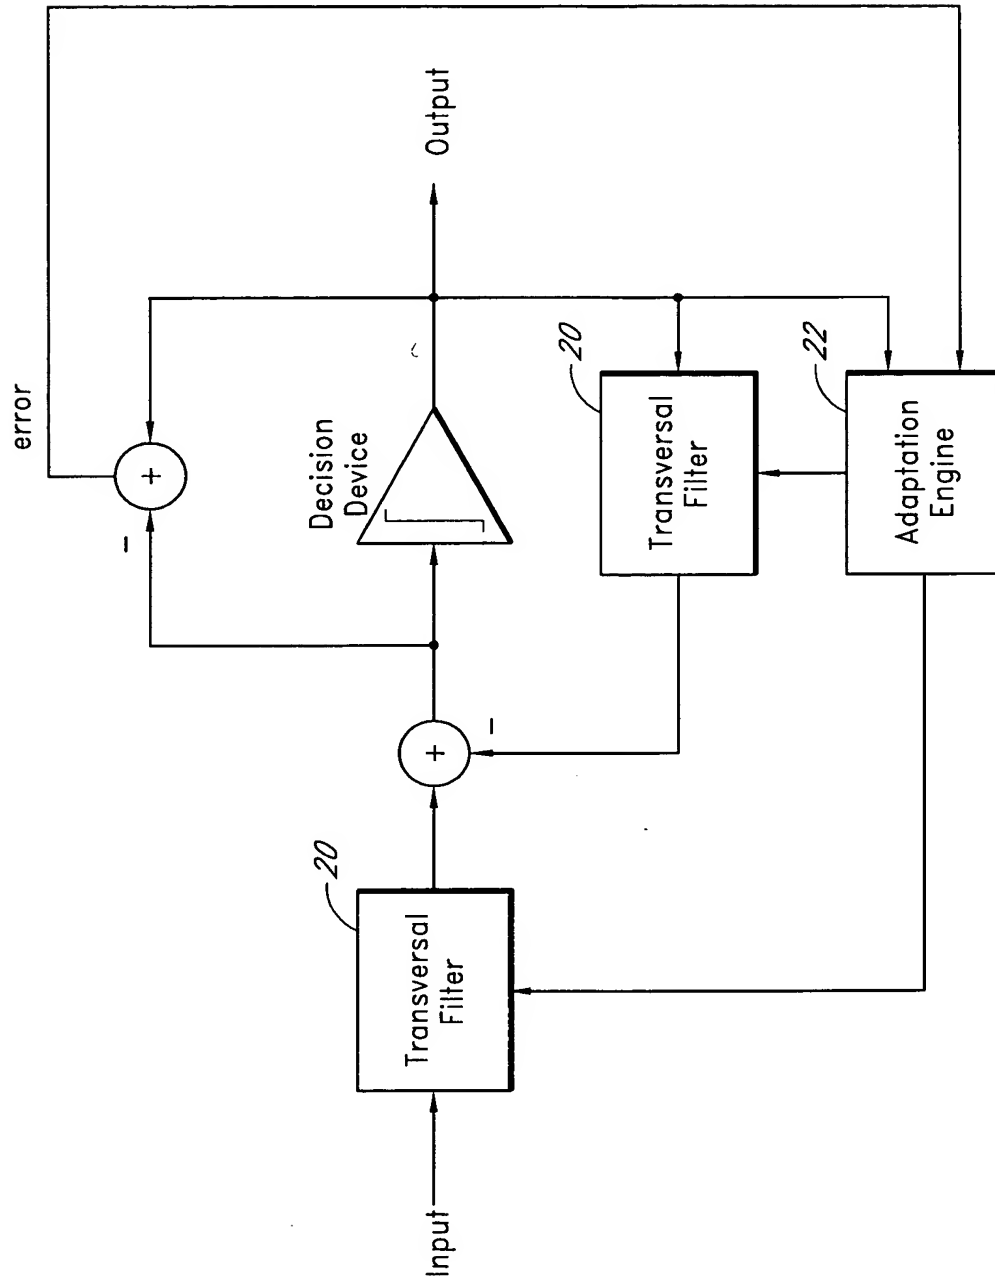 error
+
−
Decision
Device
Output
Input
20
Transversal
Filter
+
−
20
Transversal
Filter
22
Adaptation
Engine